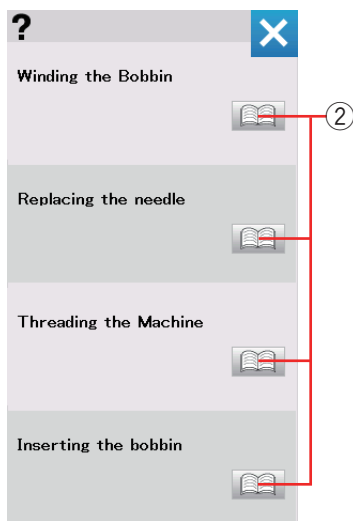 ?
Winding the Bobbin
②
Replacing the needle
Threading the Machine
Inserting the bobbin